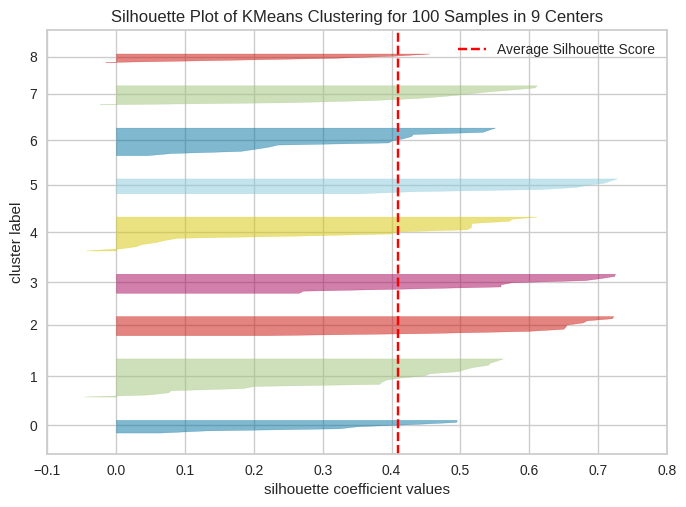 Silhouette Plot of KMeans Clustering for 100 Samples in 9 Centers
Average Silhouette Score
8
7
6
5
4
3
2
1
0
cluster label
−0.1 0.0 0.1 0.2 0.3 0.4 0.5 0.6 0.7 0.8
silhouette coefficient values